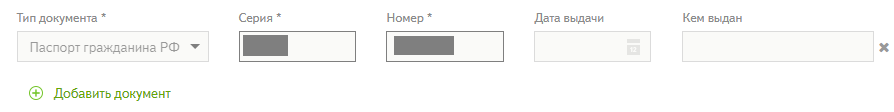 Тип документа * Серия * Номер * Дата выдачи Кем выдан
Паспорт гражданина РФ
Добавить документ